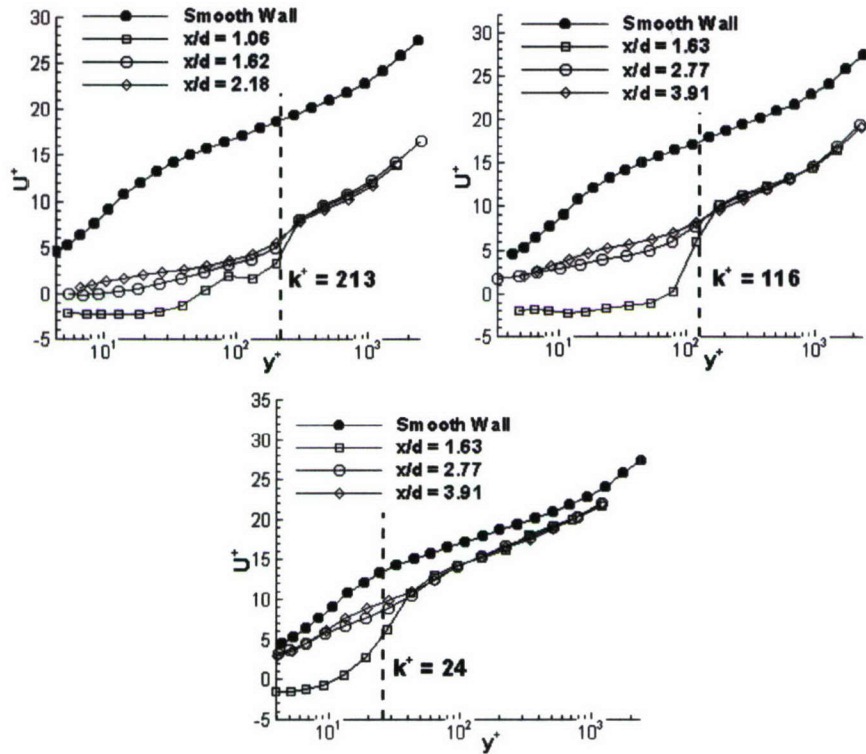 30
25
20
15
10
5
0
-5
U+
Smooth Wall
x/d = 1.06
x/d = 1.62
x/d = 2.18
k+ = 213
10¹
10²
10³
y+
30
25
20
15
10
5
0
-5
U+
Smooth Wall
x/d = 1.63
x/d = 2.77
x/d = 3.91
k+ = 116
10¹
10²
10³
y+
35
30
25
20
15
10
5
0
-5
U+
Smooth Wall
x/d = 1.63
x/d = 2.77
x/d = 3.91
k+ = 24
10¹
10²
10³
y+